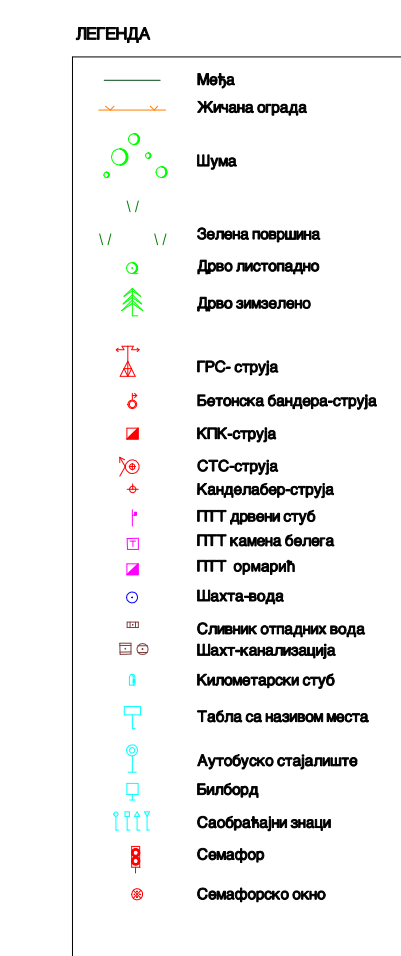 ЛЕГЕНДА
Међа
Жичана ограда
Шума
Зелена површина
Дрво листопадно
Дрво зимзелено
ГРС- струја
Бетонска бандера-струја
КПК-струја
СТС-струја
Канделабер-струја
ПТТ дрвени стуб
Т
ПТТ камена белега
ПТТ ормарић
Шахта-вода
Сливник отпадних вода
Шахт-канализација
Километарски стуб
Табла са називом места
Аутобуско стајалиште
Билборд
Саобраћајни знаци
Семафор
Семафорско окно